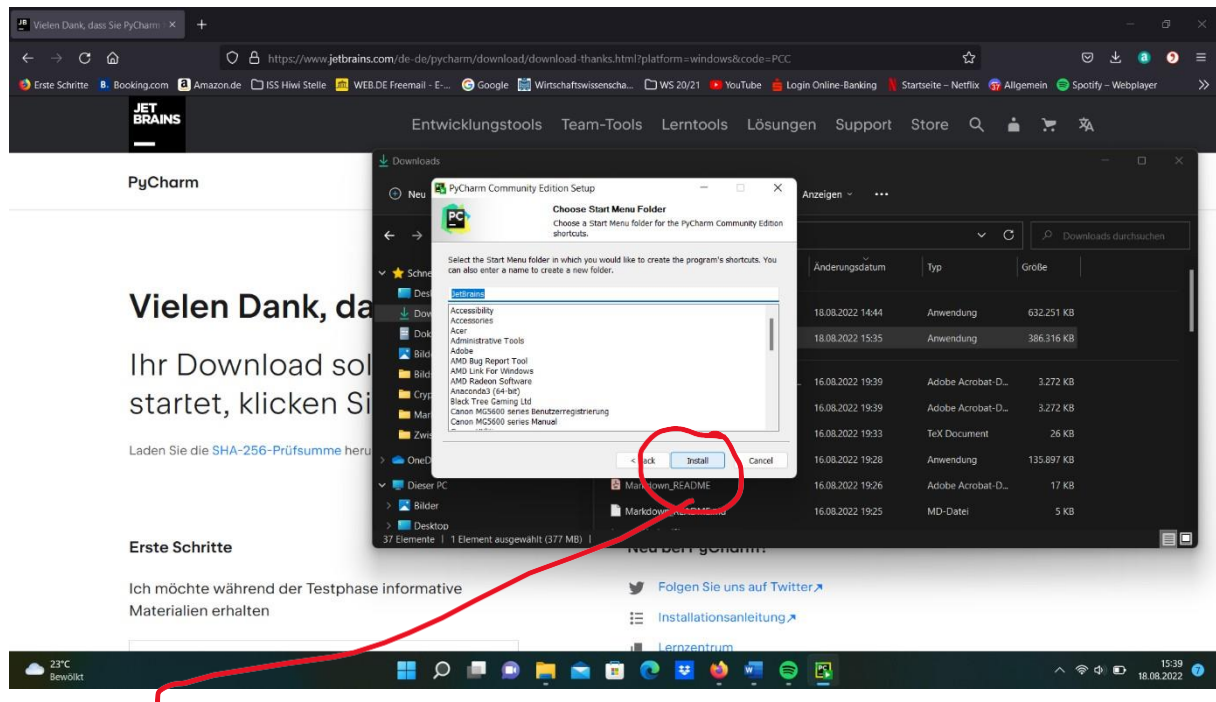 Vielen Dank, dass Sie PyCharm
https://www.jetbrains.com/de-de/pycharm/download/download-thanks.html?platform=windows&code=PCC
Erste Schritte Booking.com Amazon.de ISS Hiwi Stelle WEB.DE Freemail - E-... Google Wirtschaftswissenscha... WS 20/21 YouTube Login Online-Banking Startseite – Netflix Allgemein Spotify – Webplayer
JET
BRAINS
Entwicklungstools Team-Tools Lerntools Lösungen Support Store
PyCharm
Vielen Dank, da
Ihr Download sol
startet, klicken Si
Laden Sie die SHA-256-Prüfsumme heru
Erste Schritte
Ich möchte während der Testphase informative
Materialien erhalten
Downloads
Neu
Anzeigen
Downloads durchsuchen
Änderungsdatum Typ Größe
Schne
Des
Dow
Dok
Bild
Bild
Cryp
Mar
Zwis
OneD
Dieser PC
Bilder
Desktop
18.08.2022 14:44 Anwendung 632.251 KB
18.08.2022 15:35 Anwendung 386.316 KB
16.08.2022 19:39 Adobe Acrobat-D... 3.272 KB
16.08.2022 19:39 Adobe Acrobat-D... 3.272 KB
16.08.2022 19:33 TeX Document 26 KB
16.08.2022 19:28 Anwendung 135.897 KB
Markdown_README 16.08.2022 19:26 Adobe Acrobat-D... 17 KB
16.08.2022 19:25 MD-Datei 5 KB
37 Elemente 1 Element ausgewählt (377 MB)
PyCharm Community Edition Setup
PC
Choose Start Menu Folder
Choose a Start Menu folder for the PyCharm Community Edition
shortcuts.
Select the Start Menu folder in which you would like to create the program's shortcuts. You
can also enter a name to create a new folder.
JetBrains
Accessibility
Accessories
Acer
Administrative Tools
Adobe
AMD Bug Report Tool
AMD Link For Windows
AMD Radeon Software
Anaconda3 (64-bit)
Black Tree Gaming Ltd
Canon MG5600 series Benutzerregistrierung
Canon MG5600 series Manual
Install
Cancel
Folgen Sie uns auf Twitter
Installationsanleitung
Lernzentrum
23°C
Bewölkt
15:39
18.08.2022
7